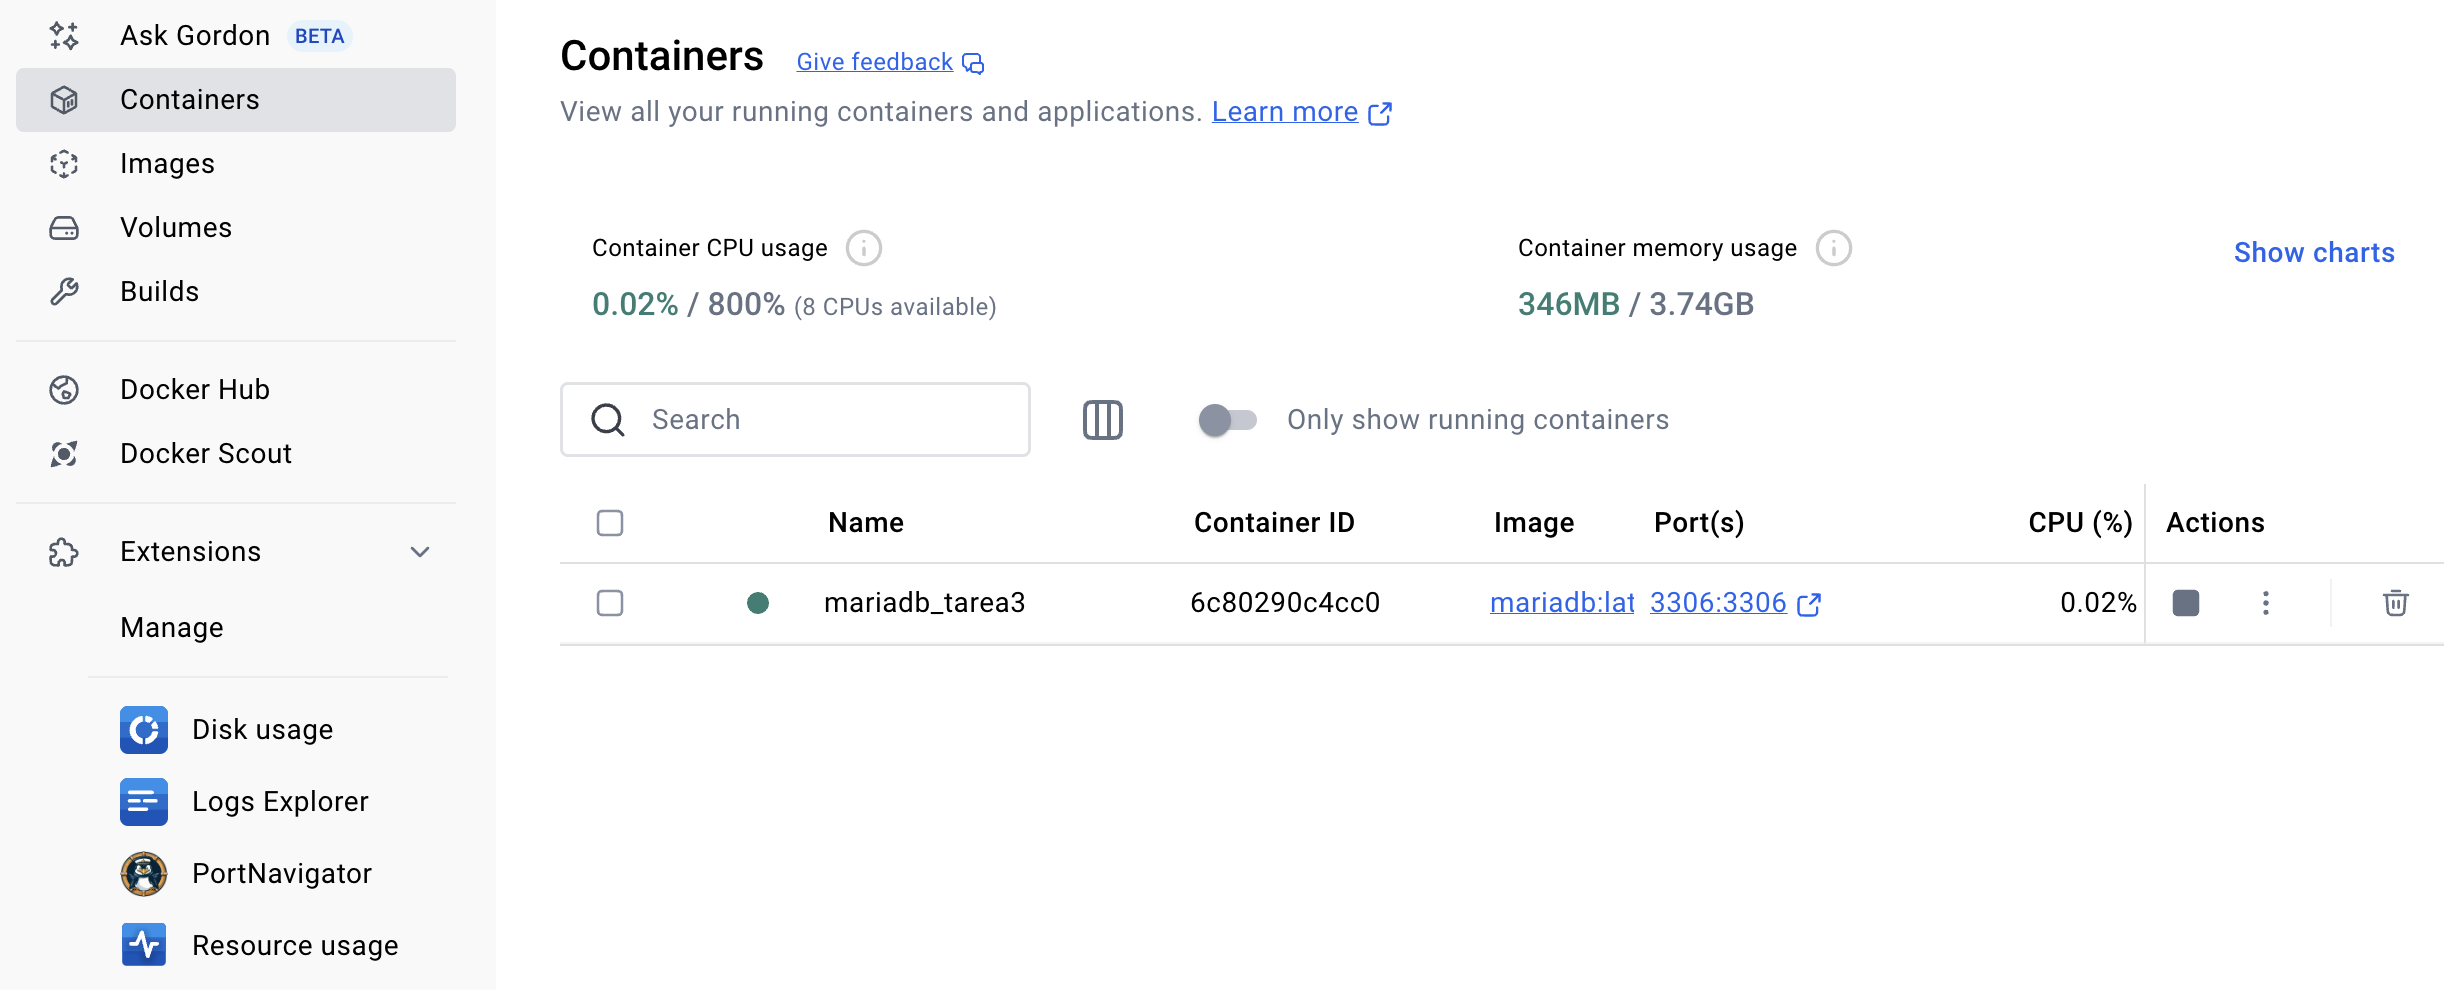 Ask Gordon BETA
Containers
Images
Volumes
Builds
Docker Hub
Docker Scout
Extensions
Manage
Disk usage
Logs Explorer
PortNavigator
Resource usage
Containers Give feedback
View all your running containers and applications. Learn more
Container CPU usage
0.02% / 800% (8 CPUs available)
Container memory usage
346MB / 3.74GB
Show charts
Search
Only show running containers
Name Container ID Image Port(s) CPU (%) Actions
mariadb_tarea3 6c80290c4cc0 mariadb:lat 3306:3306 0.02%